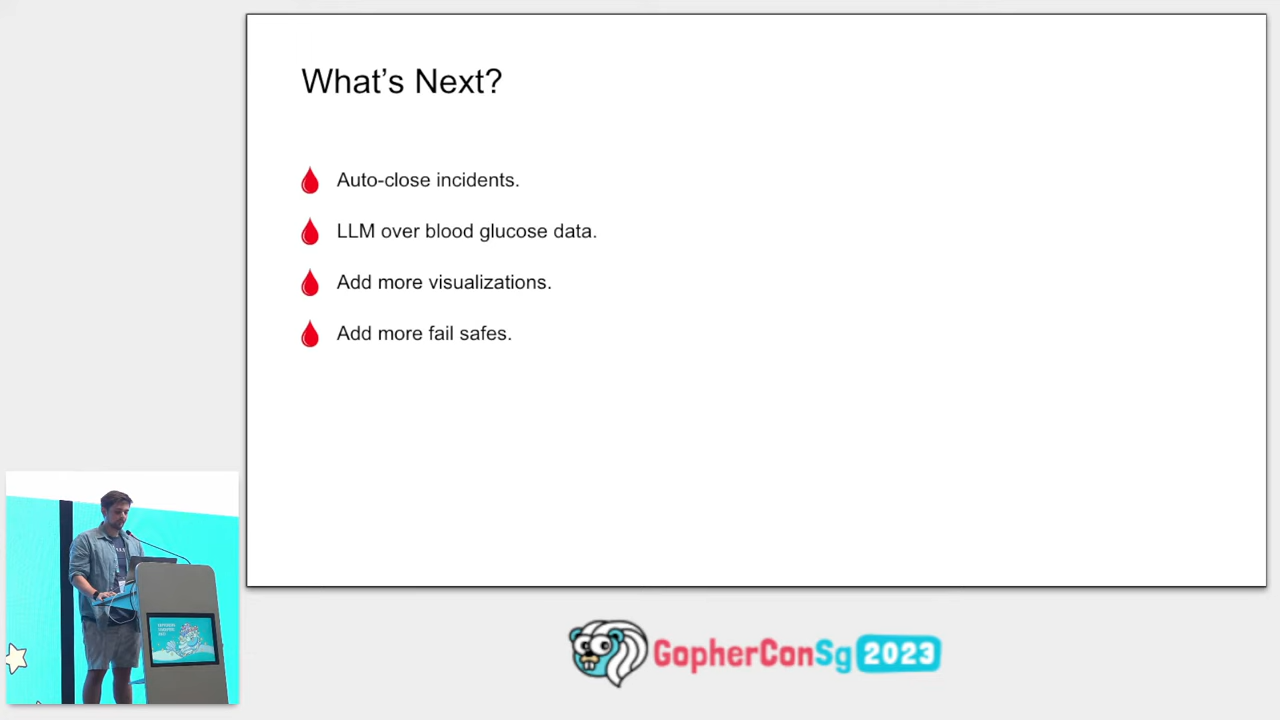 What's Next?
Auto-close incidents.
LLM over blood glucose data.
Add more visualizations.
Add more fail safes.
GopherConSg 2023